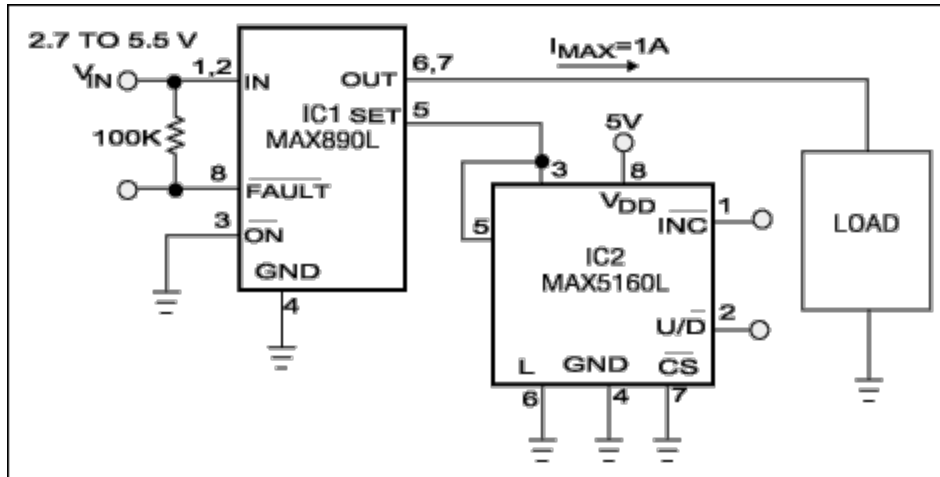 2.7 TO 5.5 V
VIN
1,2
IN
OUT
6,7
IMAX=1A
IC1
SET
5
MAX890L
100K
5V
8
FAULT
3
ON
GND
4
3
8
VDD
5
INC
1
IC2
MAX5160L
U/D
2
L
GND
CS
6
4
7
LOAD